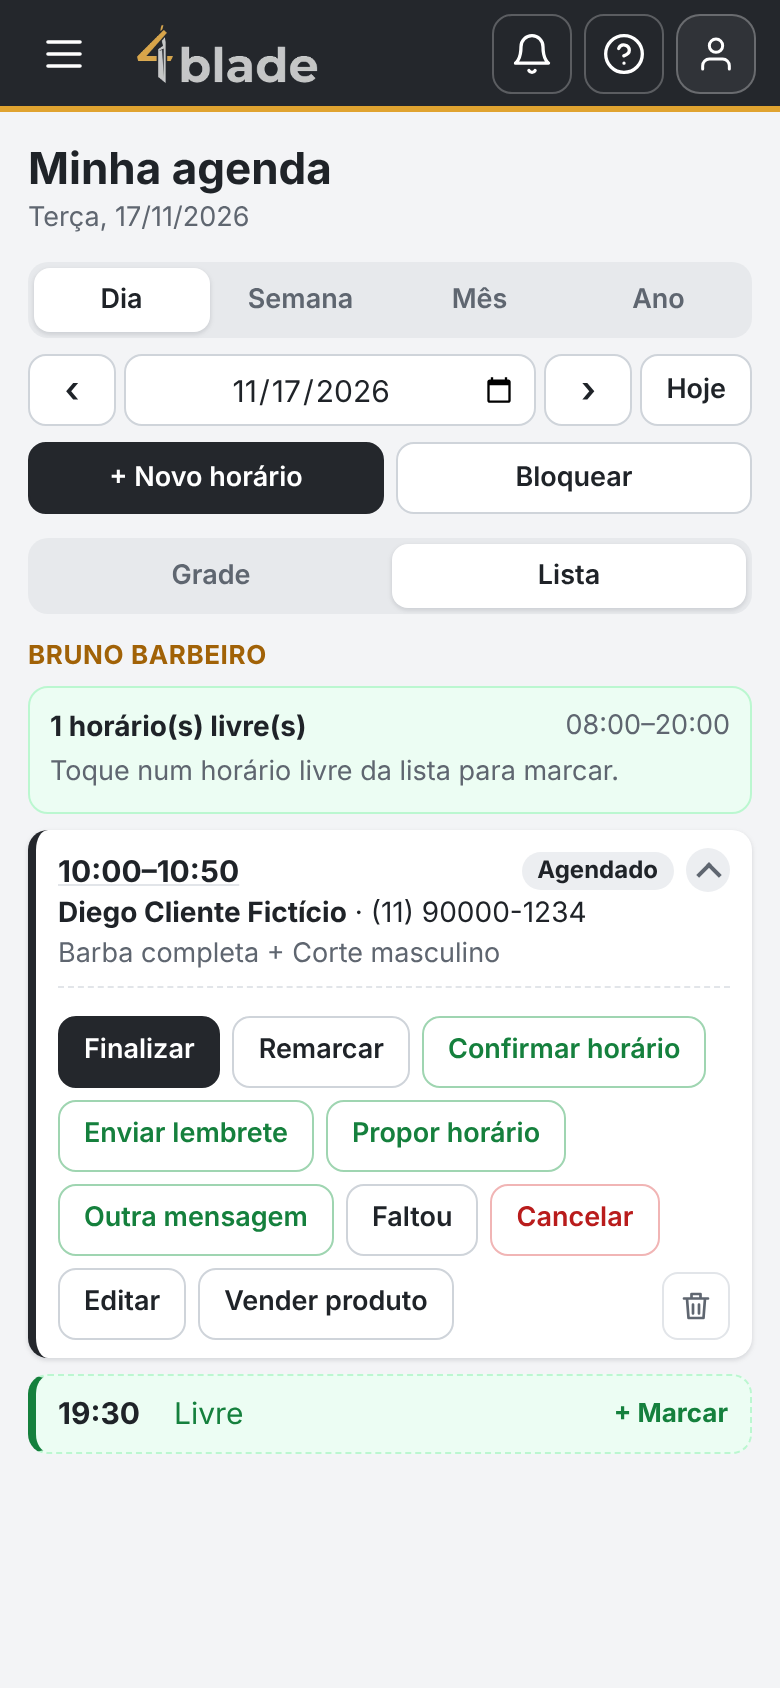 4blade
Minha agenda
Terça, 17/11/2026
Dia Semana Mês Ano
‹ 11/17/2026 › Hoje
+ Novo horário Bloquear
Grade Lista
BRUNO BARBEIRO
1 horário(s) livre(s) 08:00–20:00
Toque num horário livre da lista para marcar.
10:00–10:50 Agendado
Diego Cliente Fictício · (11) 90000-1234
Barba completa + Corte masculino
Finalizar Remarcar Confirmar horário
Enviar lembrete Propor horário
Outra mensagem Faltou Cancelar
Editar Vender produto
19:30 Livre + Marcar